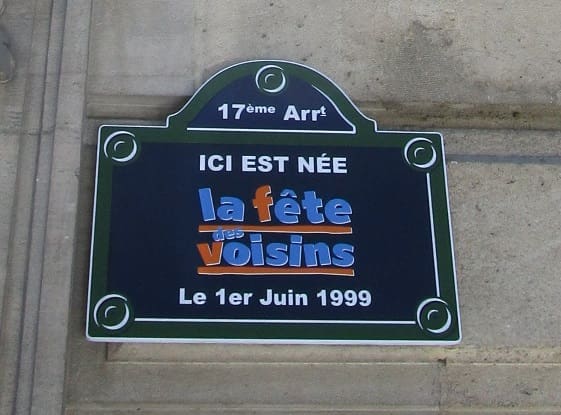 17ème Arrt
ICI EST NÉE
la fête
des
voisins
Le 1er Juin 1999